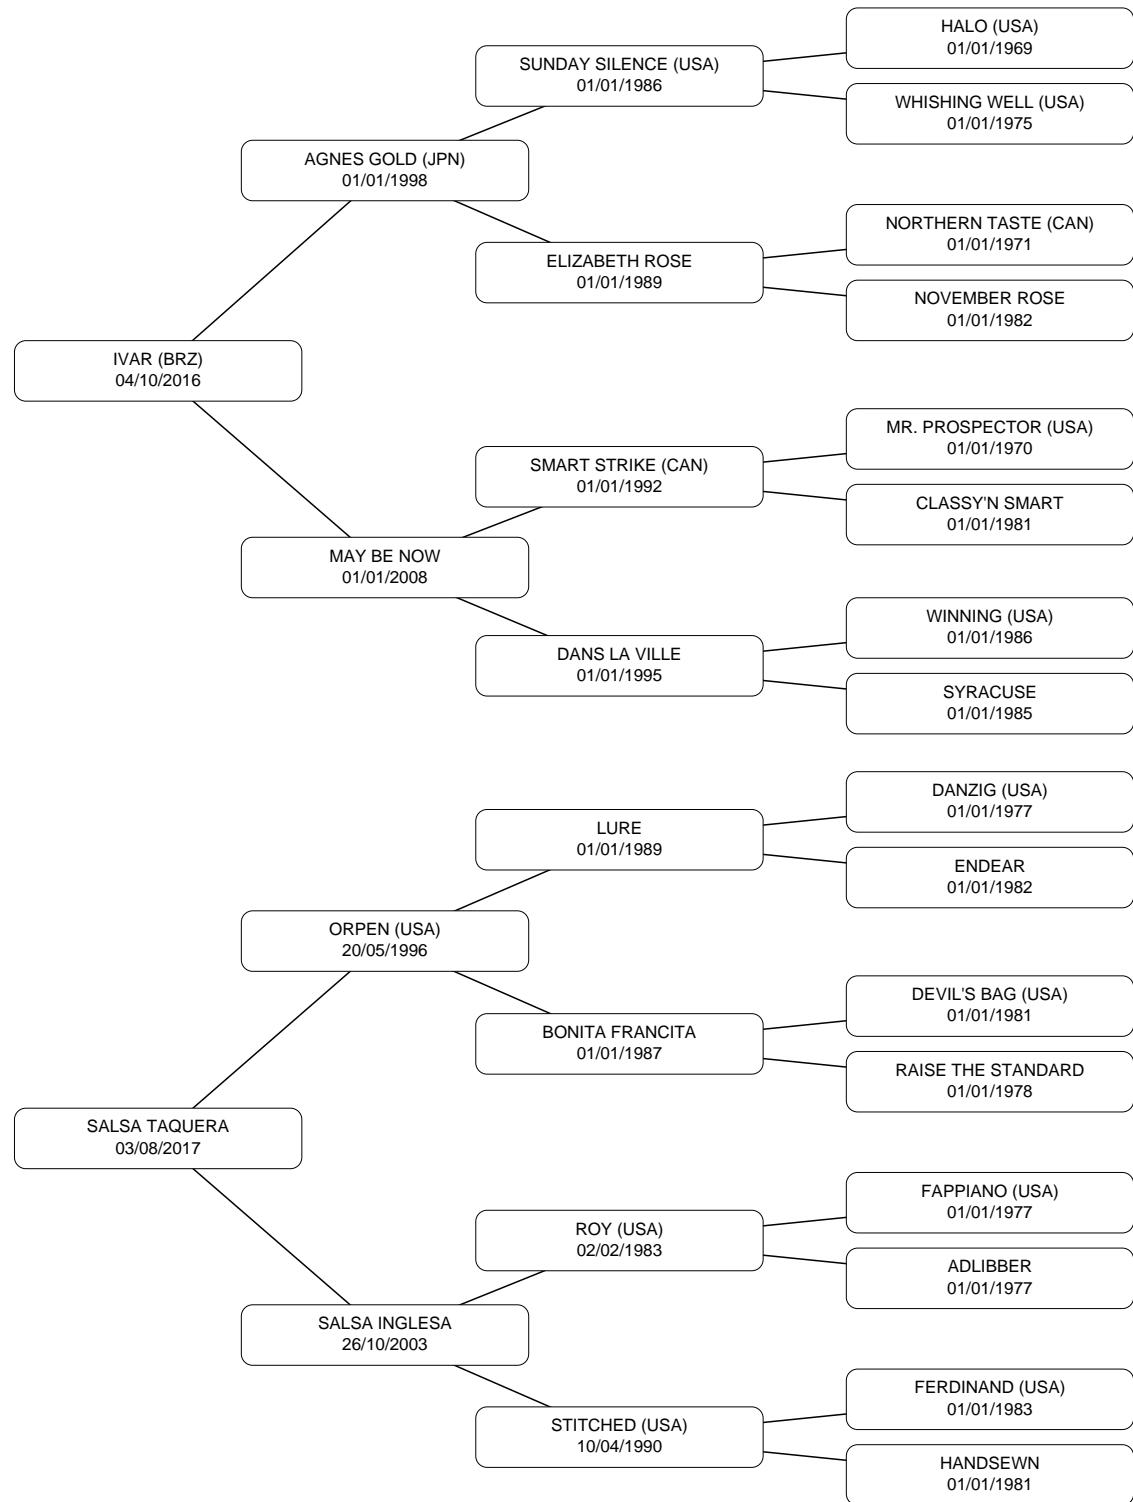 HALO (USA)
01/01/1969
SUNDAY SILENCE (USA)
01/01/1986
WHISHING WELL (USA)
01/01/1975
AGNES GOLD (JPN)
01/01/1998
NORTHERN TASTE (CAN)
01/01/1971
ELIZABETH ROSE
01/01/1989
NOVEMBER ROSE
01/01/1982
IVAR (BRZ)
04/10/2016
MR. PROSPECTOR (USA)
01/01/1970
SMART STRIKE (CAN)
01/01/1992
CLASSY'N SMART
01/01/1981
MAY BE NOW
01/01/2008
WINNING (USA)
01/01/1986
DANS LA VILLE
01/01/1995
SYRACUSE
01/01/1985
DANZIG (USA)
01/01/1977
LURE
01/01/1989
ENDEAR
01/01/1982
ORPEN (USA)
20/05/1996
DEVIL'S BAG (USA)
01/01/1981
BONITA FRANCITA
01/01/1987
RAISE THE STANDARD
01/01/1978
SALSA TAQUERA
03/08/2017
FAPPIANO (USA)
01/01/1977
ROY (USA)
02/02/1983
ADLIBBER
01/01/1977
SALSA INGLESA
26/10/2003
FERDINAND (USA)
01/01/1983
STITCHED (USA)
10/04/1990
HANDSEWN
01/01/1981